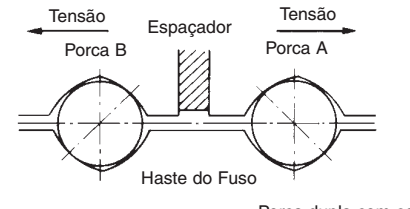 Tensão
Espaçador
Tensão
Porca B
Porca A
Haste do Fuso